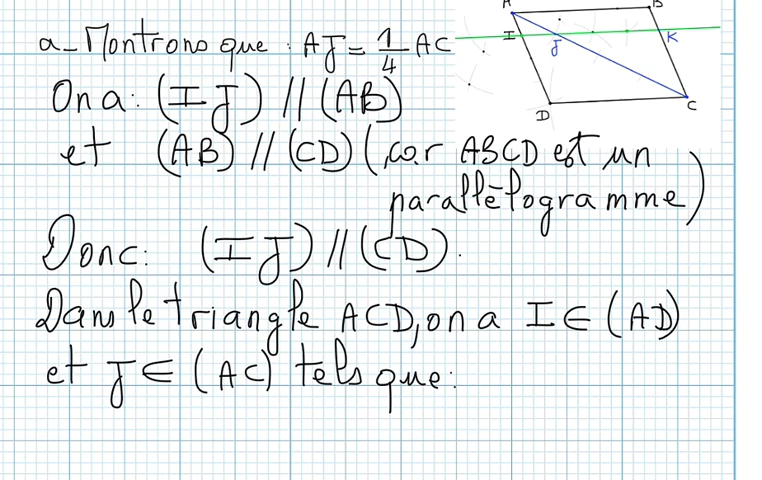 A B
I J K
D C
a-Montrons que : AJ = 1/4 AC
On a : (IJ) // (AB)
et (AB) // (CD) (car ABCD est un
parallèlogramme)
Donc : (IJ) // (CD).
Dans le triangle ACD, on a I ∈ (AD)
et J ∈ (AC) tels que :